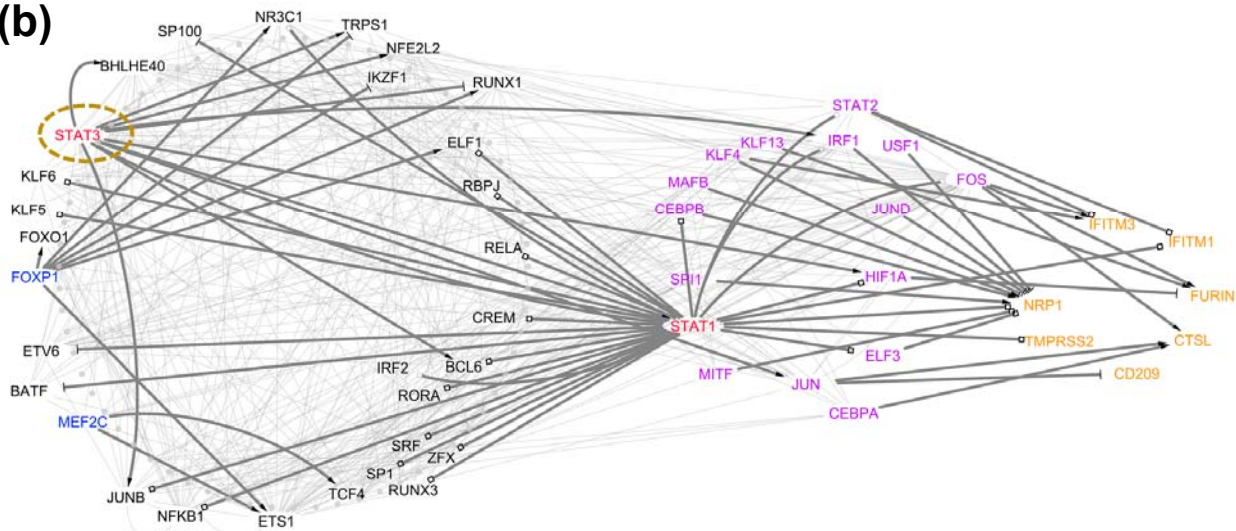 (b)
NR3C1
TRPS1
SP100
NFE2L2
BHLHE40
IKZF1
RUNX1
STAT3
ELF1
KLF6
RBPJ
KLF5
FOXO1
RELA
FOXP1
CREM
ETV6
IRF2
BCL6
BATF
RORA
MEF2C
SRF
ZFX
SP1
RUNX3
JUNB
TCF4
NFKB1
ETS1
STAT1
STAT2
KLF13
IRF1
USF1
KLF4
MAFB
FOS
CEBPB
JUND
SPI1
HIF1A
MITF
ELF3
JUN
CEBPA
IFITM3
IFITM1
FURIN
NRP1
TMPRSS2
CTSL
CD209